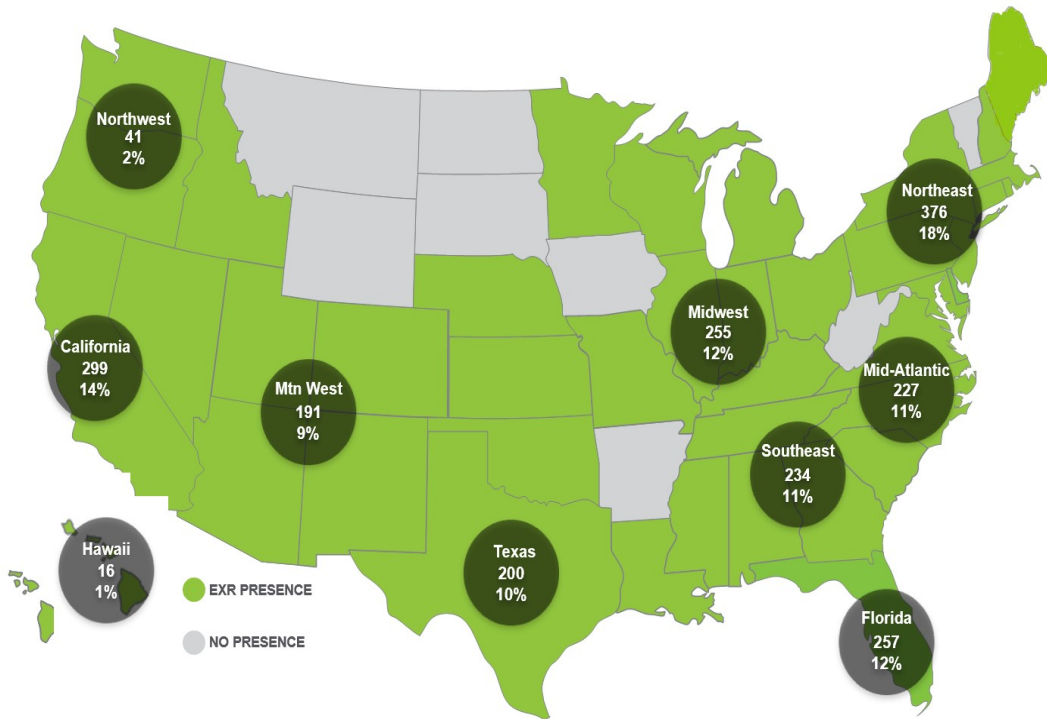 Northwest
41
2%
Northeast
376
18%
Midwest
255
12%
California
299
14%
Mid-Atlantic
227
11%
Mtn West
191
9%
Southeast
234
11%
Hawaii
16
1%
Texas
200
10%
EXR PRESENCE
NO PRESENCE
Florida
257
12%